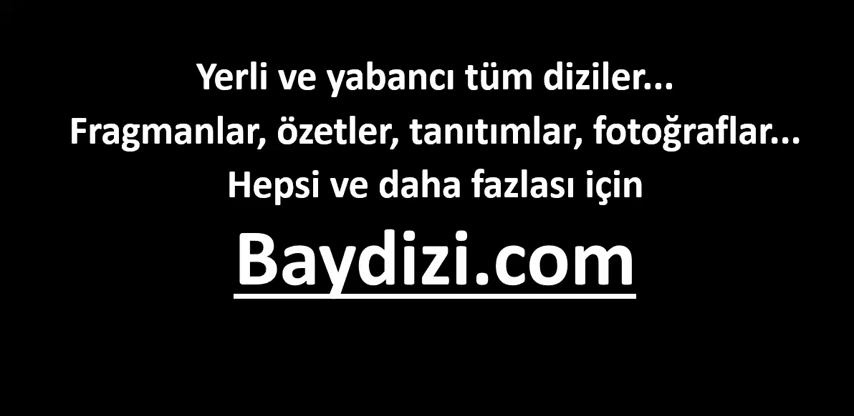 Yerli ve yabancı tüm diziler...
Fragmanlar, özetler, tanıtımlar, fotoğraflar...
Hepsi ve daha fazlası için
Baydizi.com